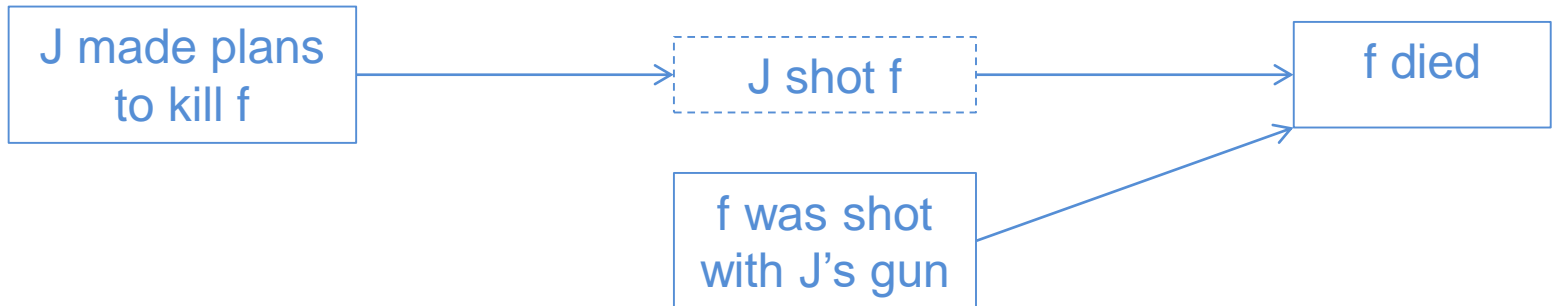 J made plans
to kill f
J shot f
f died
f was shot
with J’s gun